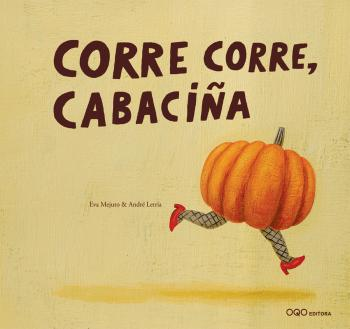 CORRE CORRE,
CABACIÑA
Eva Mejuto & André Letria
OQO EDITORA